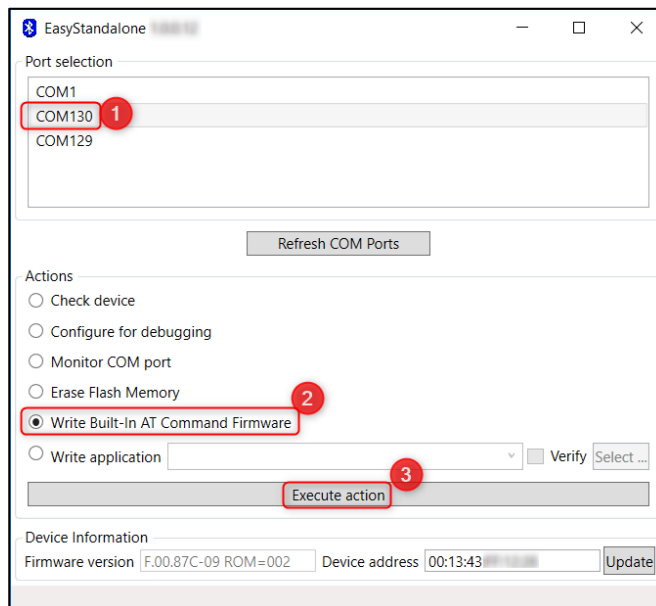 EasyStandalone
Port selection
COM1
COM130 1
COM129
Refresh COM Ports
Actions
Check device
Configure for debugging
Monitor COM port
Erase Flash Memory
2
Write Built-In AT Command Firmware
Write application Verify Select ...
3
Execute action
Device Information
Firmware version F.00.87C-09 ROM=002 Device address 00:13:43 Update